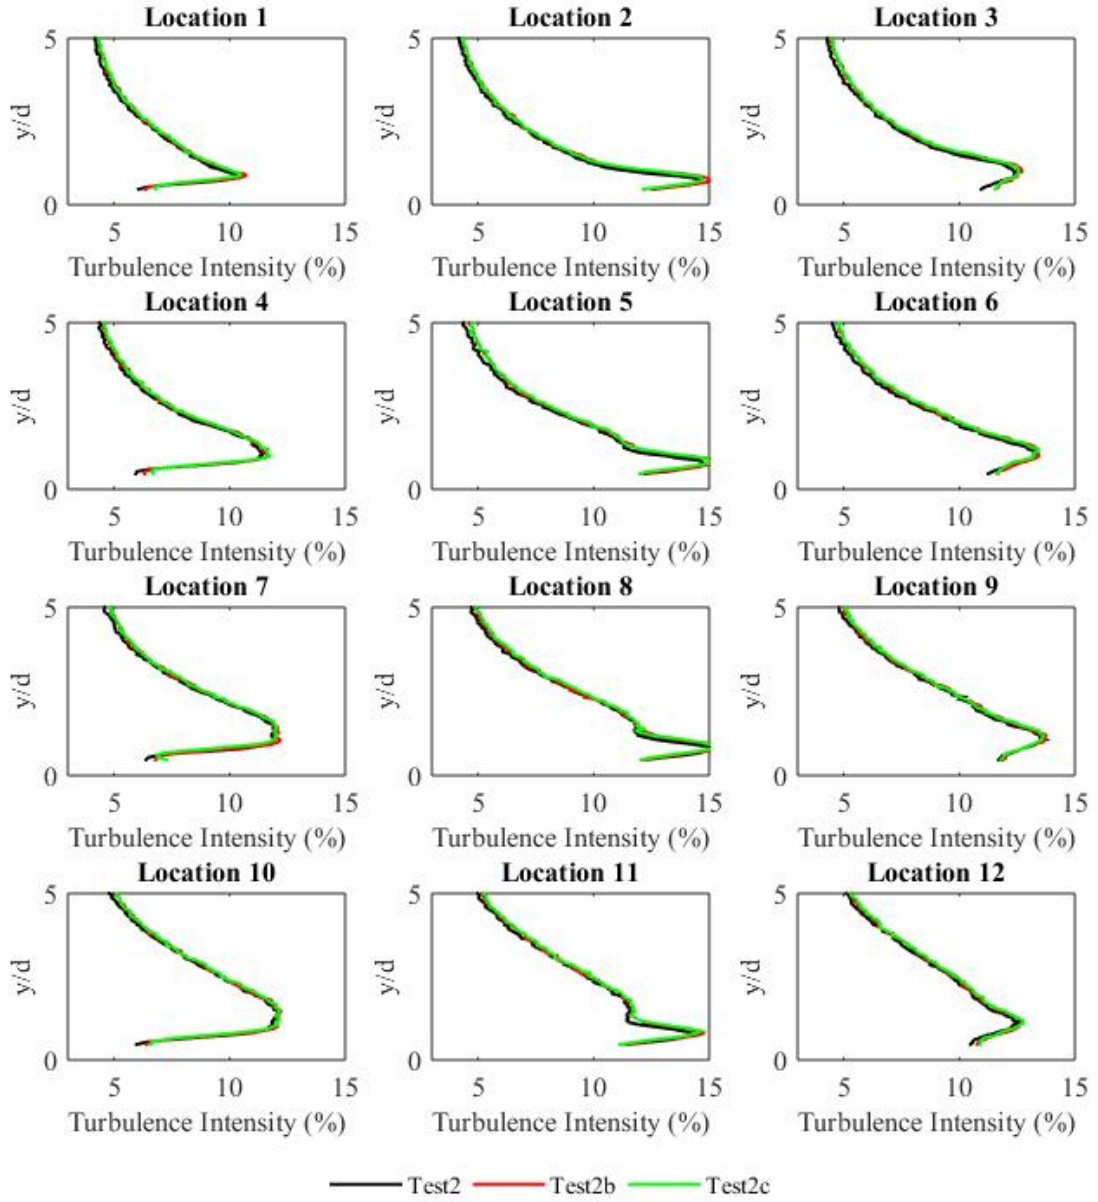 Location 1 Location 2 Location 3
5 5 5
y/d y/d y/d
0 0 0
5 10 15 5 10 15 5 10 15
Turbulence Intensity (%) Turbulence Intensity (%) Turbulence Intensity (%)
Location 4 Location 5 Location 6
5 5 5
y/d y/d y/d
0 0 0
5 10 15 5 10 15 5 10 15
Turbulence Intensity (%) Turbulence Intensity (%) Turbulence Intensity (%)
Location 7 Location 8 Location 9
5 5 5
y/d y/d y/d
0 0 0
5 10 15 5 10 15 5 10 15
Turbulence Intensity (%) Turbulence Intensity (%) Turbulence Intensity (%)
Location 10 Location 11 Location 12
5 5 5
y/d y/d y/d
0 0 0
5 10 15 5 10 15 5 10 15
Turbulence Intensity (%) Turbulence Intensity (%) Turbulence Intensity (%)
Test2 Test2b Test2c